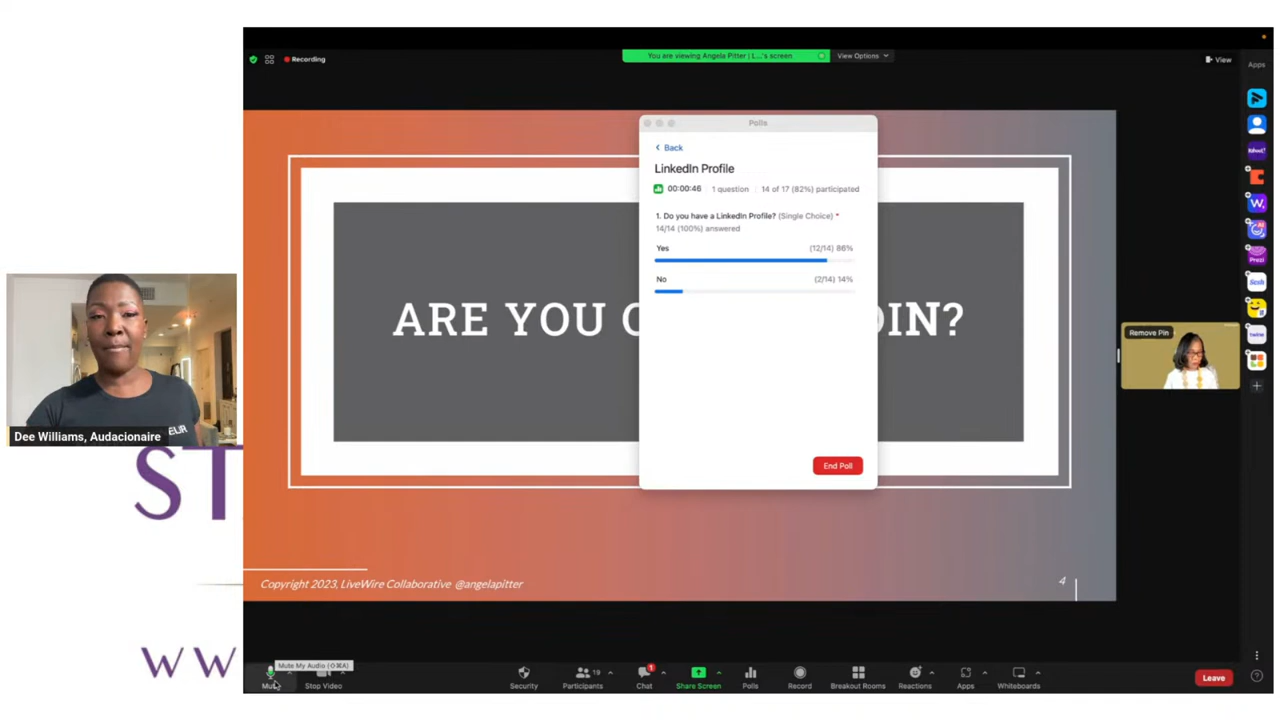 Recording
You are viewing Angela Pitter | L...'s screen
View Options
View
Apps
Polls
Back
LinkedIn Profile
00:00:46 1 question 14 of 17 (82%) participated
1. Do you have a LinkedIn Profile? (Single Choice) *
14/14 (100%) answered
Yes (12/14) 86%
No (2/14) 14%
End Poll
ARE YOU
IN?
Remove Pin
Dee Williams, Audacionaire
ST
WW
Copyright 2023, LiveWire Collaborative @angelapitter
4
Mute My Audio (⇧⌘A)
Mute
Stop Video
Security
Participants 19
Chat 1
Share Screen
Polls
Record
Breakout Rooms
Reactions
Apps
Whiteboards
Leave